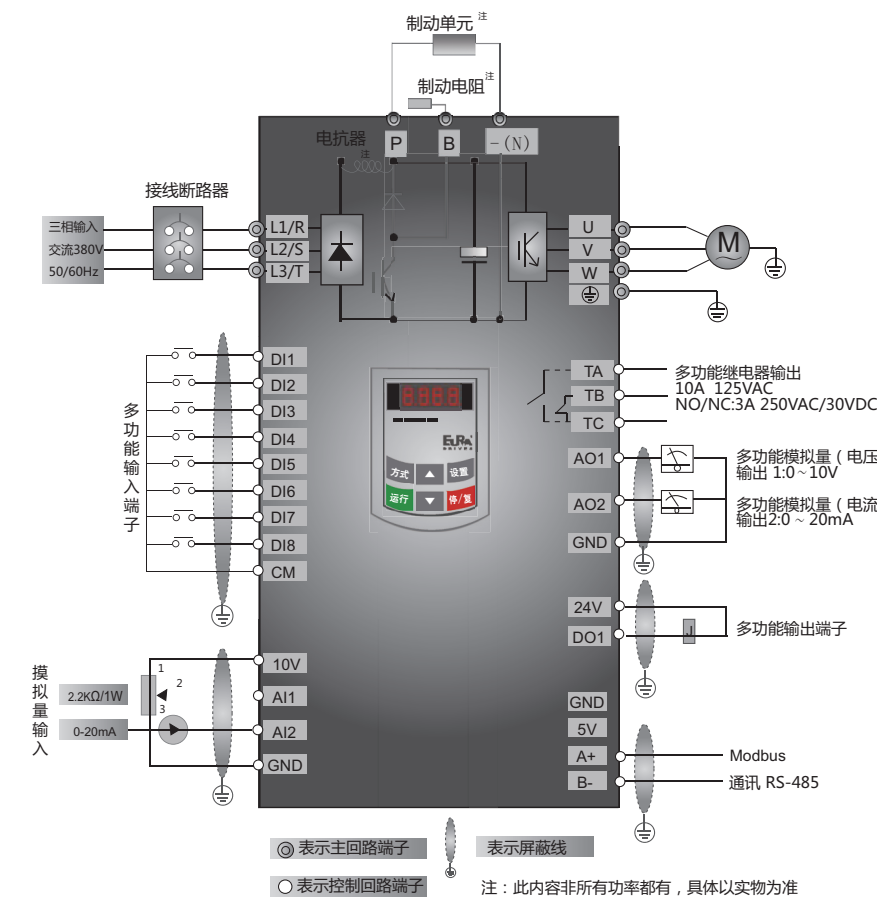 制动单元 注
制动电阻 注
电抗器
注
P
B
-(N)
接线断路器
三相输入
交流380V
50/60Hz
L1/R
L2/S
L3/T
U
V
W
M
多功能输入端子
DI1
DI2
DI3
DI4
DI5
DI6
DI7
DI8
CM
8.8.6.8
EURA
DRIVES
方式
设置
运行
停/复
TA
TB
TC
多功能继电器输出
10A 125VAC
NO/NC:3A 250VAC/30VDC
AO1
多功能模拟量（电压
输出 1:0~10V
AO2
多功能模拟量（电流
输出2:0 ~ 20mA
GND
24V
DO1
J
多功能输出端子
摸拟量输入
1
2
3
2.2KΩ/1W
0-20mA
10V
AI1
AI2
GND
GND
5V
A+
B-
Modbus
通讯 RS-485
表示主回路端子
表示屏蔽线
表示控制回路端子
注：此内容非所有功率都有，具体以实物为准